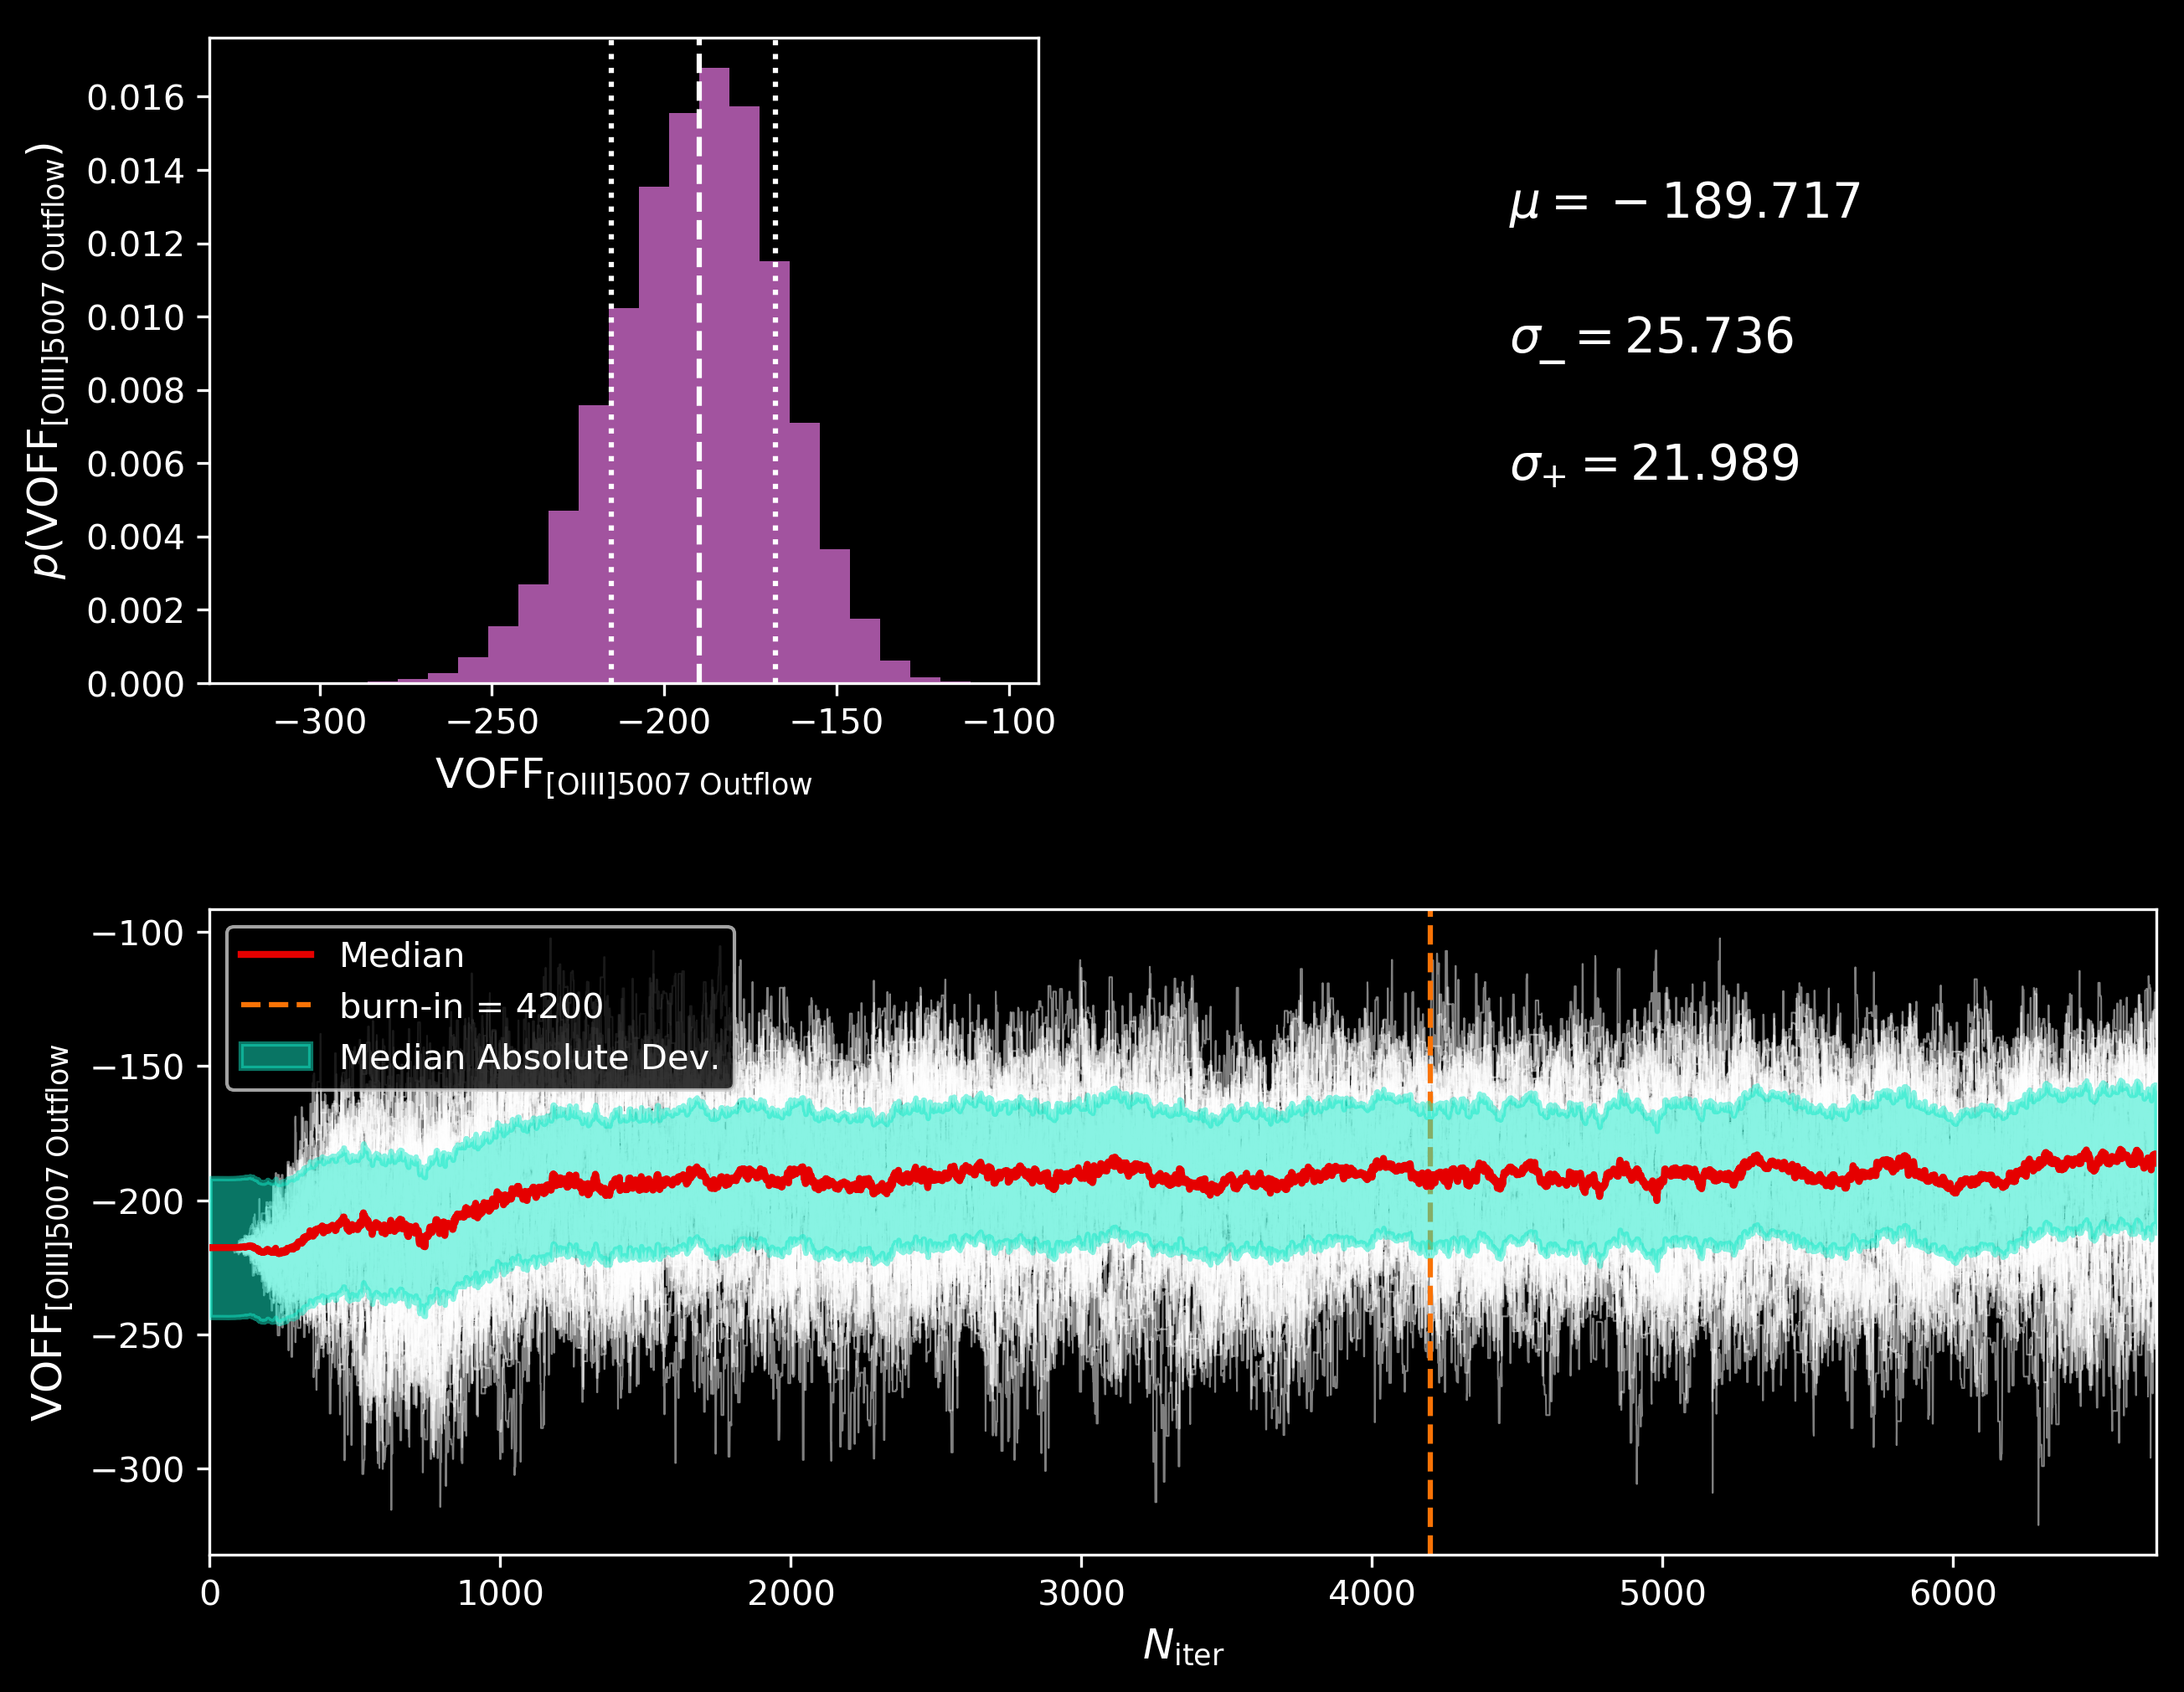 0.016
0.014
0.012
0.010
0.008
0.006
0.004
0.002
0.000
p(VOFF[OIII]5007 Outflow)
−300 −250 −200 −150 −100
VOFF[OIII]5007 Outflow
μ = −189.717
σ− = 25.736
σ+ = 21.989
−100
−150
−200
−250
−300
VOFF[OIII]5007 Outflow
Median
burn-in = 4200
Median Absolute Dev.
0 1000 2000 3000 4000 5000 6000
Niter